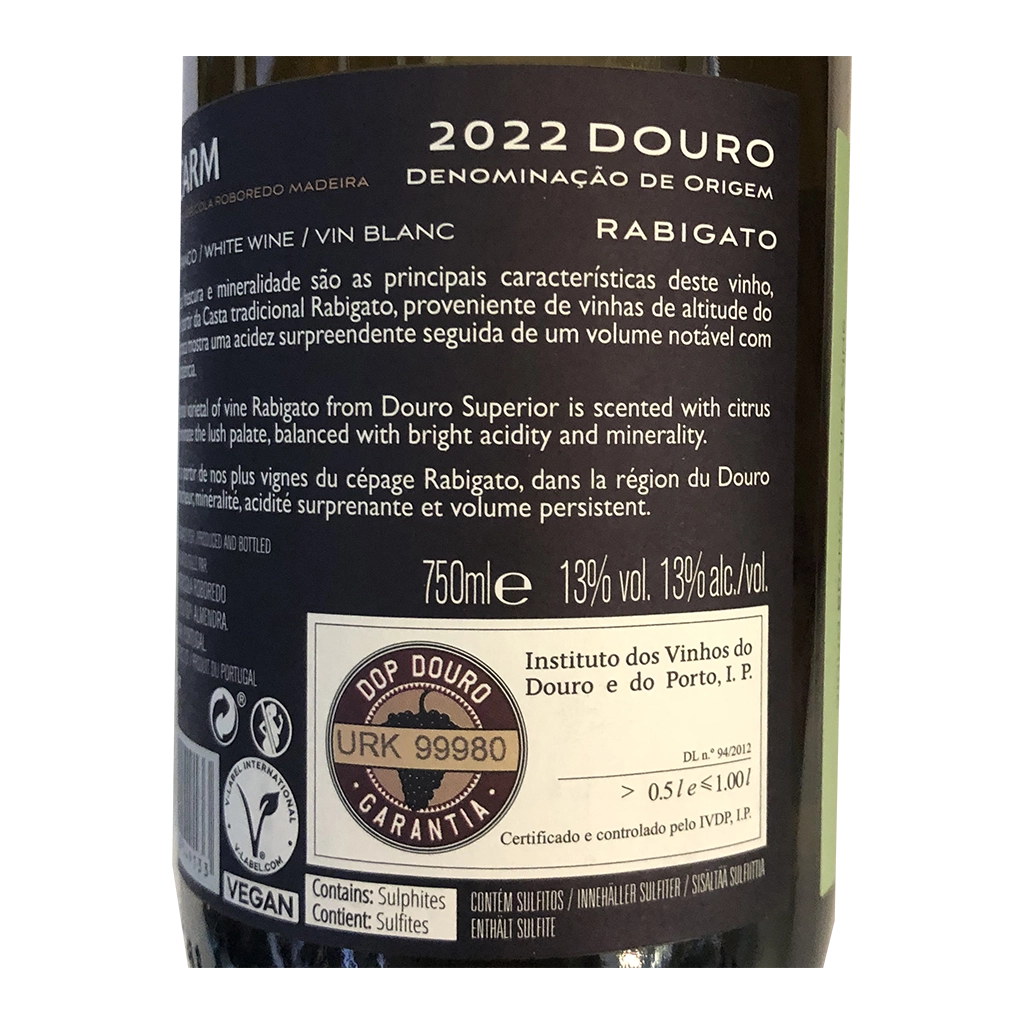 2022 DOURO
DENOMINAÇÃO DE ORIGEM
ROBOREDO MADEIRA
/ WHITE WINE / VIN BLANC
RABIGATO
e mineralidade são as principais características deste vinho,
da Casta tradicional Rabigato, proveniente de vinhas de altitude do
mostra uma acidez surpreendente seguida de um volume notável com
of vine Rabigato from Douro Superior is scented with citrus
the lush palate, balanced with bright acidity and minerality.
de nos plus vignes du cépage Rabigato, dans la région du Douro
minéralité, acidité surprenante et volume persistent.
PRODUCED AND BOTTLED
ROBOREDO
ALMENDRA
PORTUGAL
PRODUIT DU PORTUGAL
750ml e 13% vol. 13% alc./vol.
DOP DOURO
URK 99980
GARANTIA
Instituto dos Vinhos do
Douro e do Porto, I. P.
DL n.º 94/2012
> 0.5 l e ≤ 1.00 l
Certificado e controlado pelo IVDP, I.P.
V-LABEL INTERNATIONAL
V-LABEL.COM
VEGAN
Contains: Sulphites
Contient: Sulfites
CONTÉM SULFITOS / INNEHÅLLER SULFITER / SISÄLTÄÄ SULFIITTIA
ENTHÄLT SULFITE